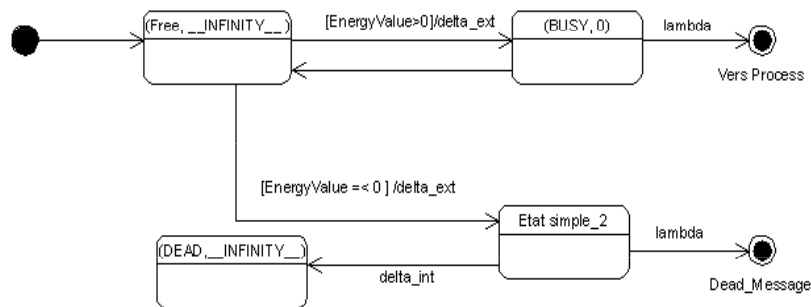 (Free, __INFINITY__)
[EnergyValue>0]/delta_ext
(BUSY, 0)
lambda
Vers Process
[EnergyValue =< 0 ] /delta_ext
Etat simple_2
lambda
(DEAD,__INFINITY__)
delta_int
Dead_Message